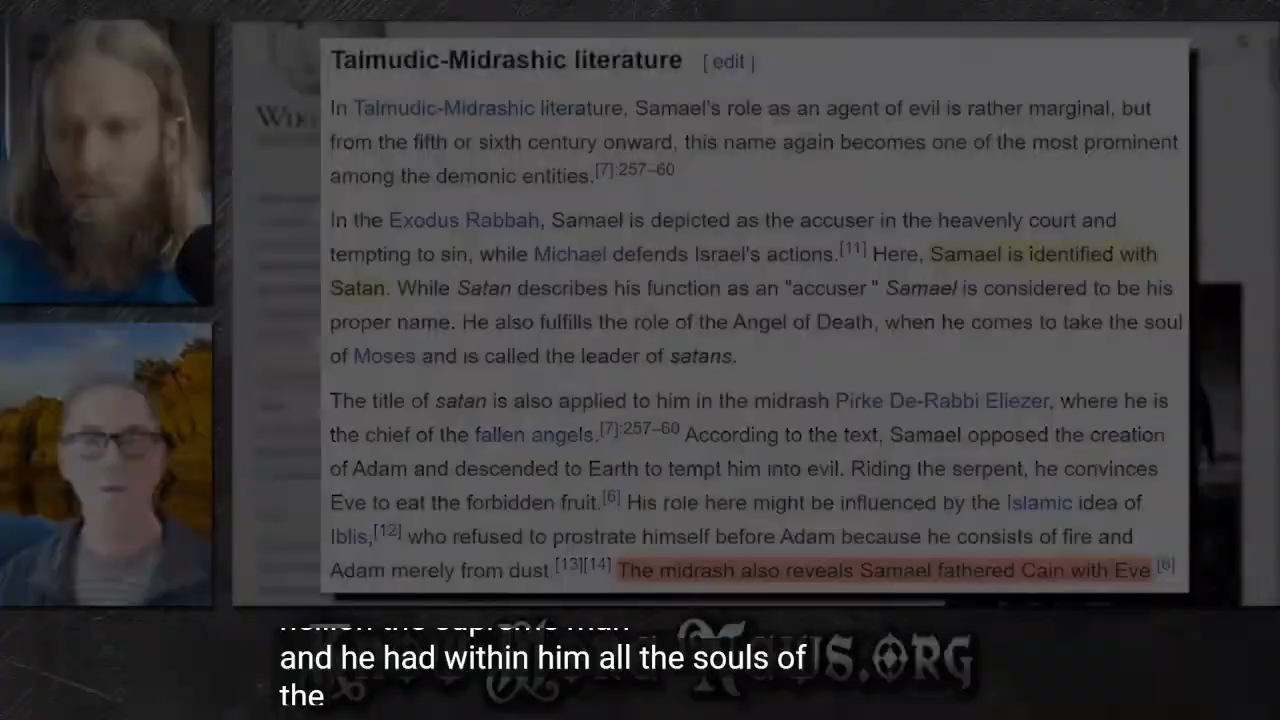 Talmudic-Midrashic literature [ edit ]
In Talmudic-Midrashic literature, Samael's role as an agent of evil is rather marginal, but
from the fifth or sixth century onward, this name again becomes one of the most prominent
among the demonic entities.[7]:257–60
In the Exodus Rabbah, Samael is depicted as the accuser in the heavenly court and
tempting to sin, while Michael defends Israel's actions.[11] Here, Samael is identified with
Satan. While Satan describes his function as an "accuser " Samael is considered to be his
proper name. He also fulfills the role of the Angel of Death, when he comes to take the soul
of Moses and is called the leader of satans.
The title of satan is also applied to him in the midrash Pirke De-Rabbi Eliezer, where he is
the chief of the fallen angels.[7]:257–60 According to the text, Samael opposed the creation
of Adam and descended to Earth to tempt him into evil. Riding the serpent, he convinces
Eve to eat the forbidden fruit.[6] His role here might be influenced by the Islamic idea of
Iblis,[12] who refused to prostrate himself before Adam because he consists of fire and
Adam merely from dust [13][14] The midrash also reveals Samael fathered Cain with Eve [6]
and he had within him all the souls of
the
.ORG